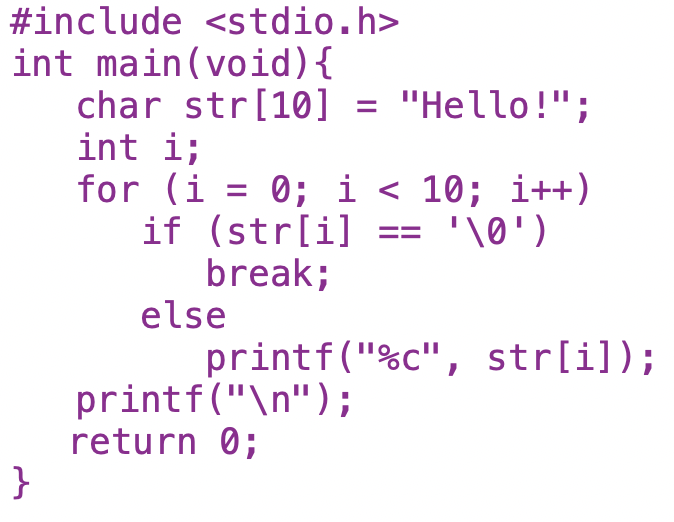 #include <stdio.h>
int main(void){
   char str[10] = "Hello!";
   int i;
   for (i = 0; i < 10; i++)
      if (str[i] == '\0')
         break;
      else
         printf("%c", str[i]);
   printf("\n");
   return 0;
}